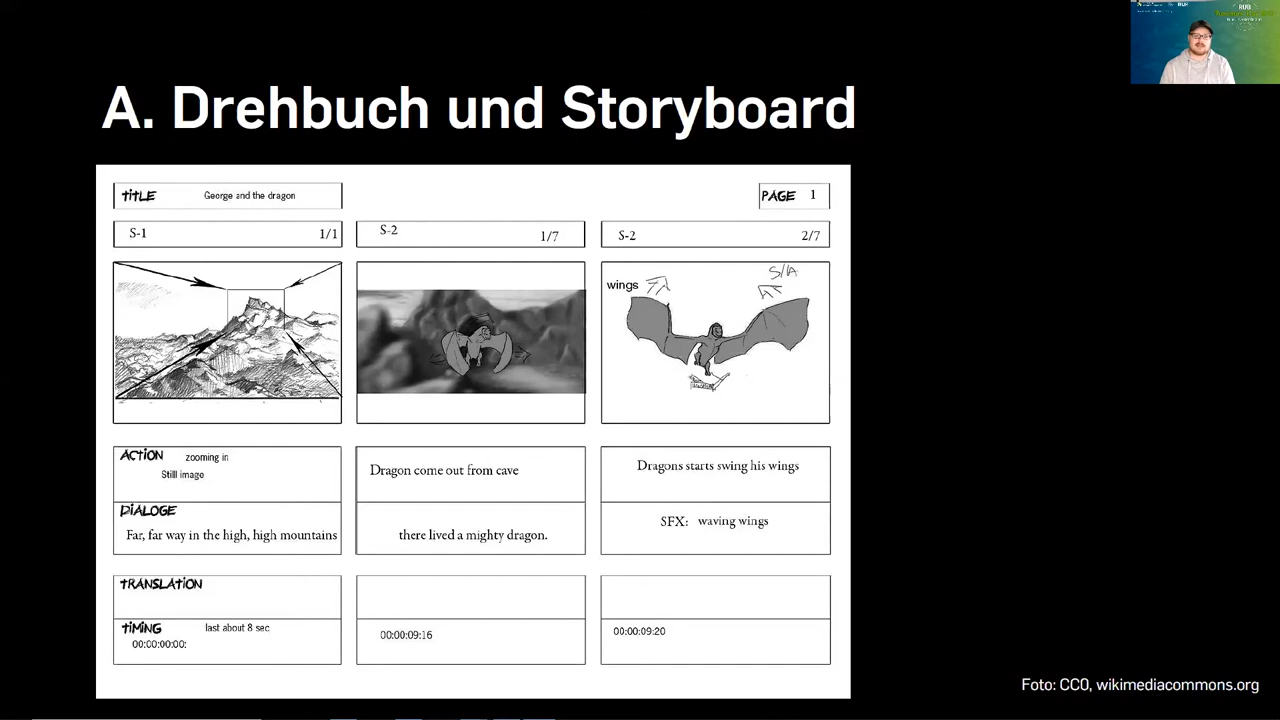 RUB
A. Drehbuch und Storyboard
TITLE George and the dragon
PAGE 1
S-1 1/1
S-2 1/7
S-2 2/7
wings
S/A
ACTION zooming in
Still image
Dragon come out from cave
Dragons starts swing his wings
DIALOGE
Far, far way in the high, high mountains
there lived a mighty dragon.
SFX: waving wings
TRANSLATION
TIMING last about 8 sec
00:00:00:00:
00:00:09:16
00:00:09:20
Foto: CC0, wikimediacommons.org